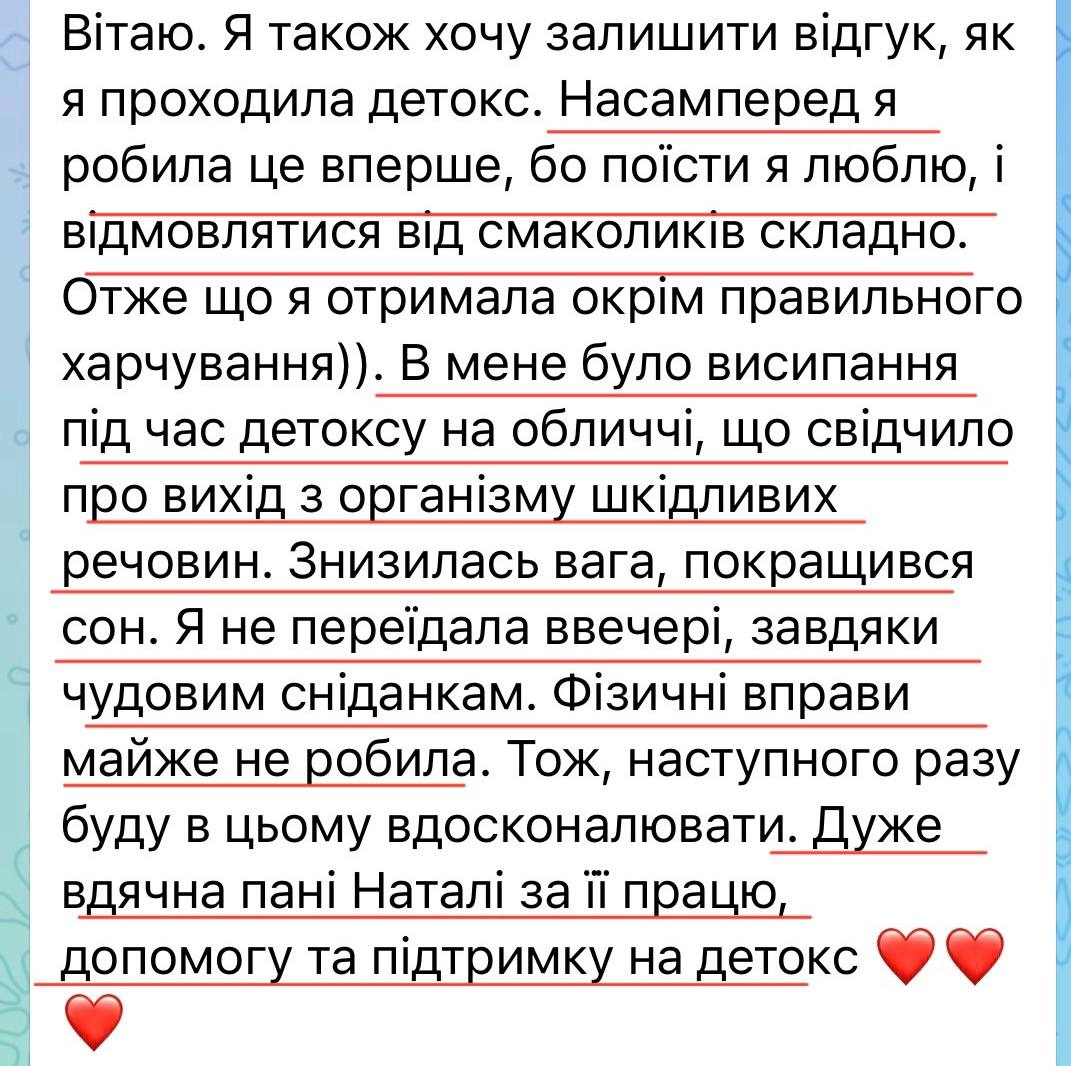 Вітаю. Я також хочу залишити відгук, як
я проходила детокс. Насамперед я
робила це вперше, бо поїсти я люблю, і
відмовлятися від смаколиків складно.
Отже що я отримала окрім правильного
харчування)). В мене було висипання
під час детоксу на обличчі, що свідчило
про вихід з організму шкідливих
речовин. Знизилась вага, покращився
сон. Я не переїдала ввечері, завдяки
чудовим сніданкам. Фізичні вправи
майже не робила. Тож, наступного разу
буду в цьому вдосконалювати. Дуже
вдячна пані Наталі за її працю,
допомогу та підтримку на детокс ❤️❤️
❤️